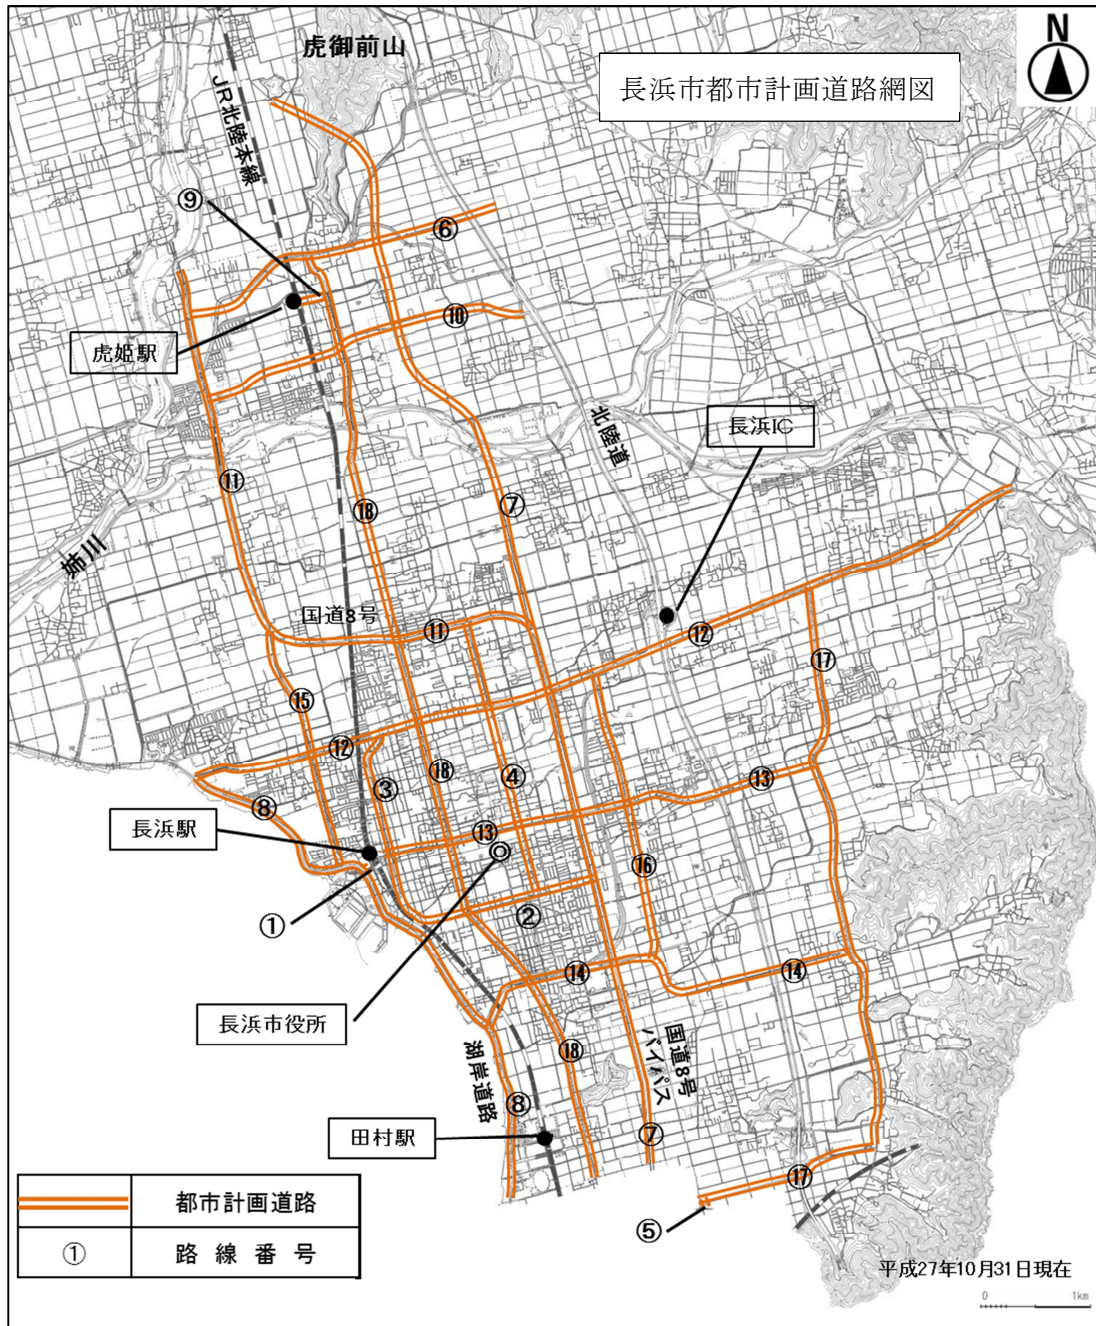 虎御前山
N
長浜市都市計画道路網図
JR北陸本線
⑨
⑥
⑩
虎姫駅
北陸道
長浜IC
⑪
⑱
⑦
姉川
国道8号
⑪
⑫
⑰
⑮
⑫
③
⑱
④
⑬
⑧
長浜駅
⑬
⑯
①
②
⑭
⑭
長浜市役所
湖岸道路
⑱
国道8号
バイパス
⑧
田村駅
⑦
⑰
⑤
都市計画道路
① 路線番号
平成27年10月31日現在
0 1km